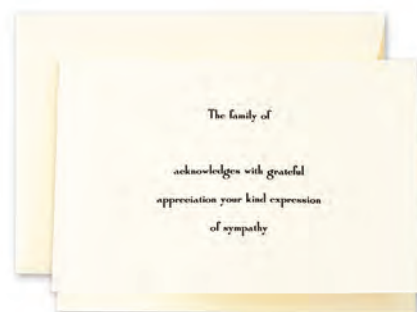 The family of
acknowledges with grateful
appreciation your kind expression
of sympathy